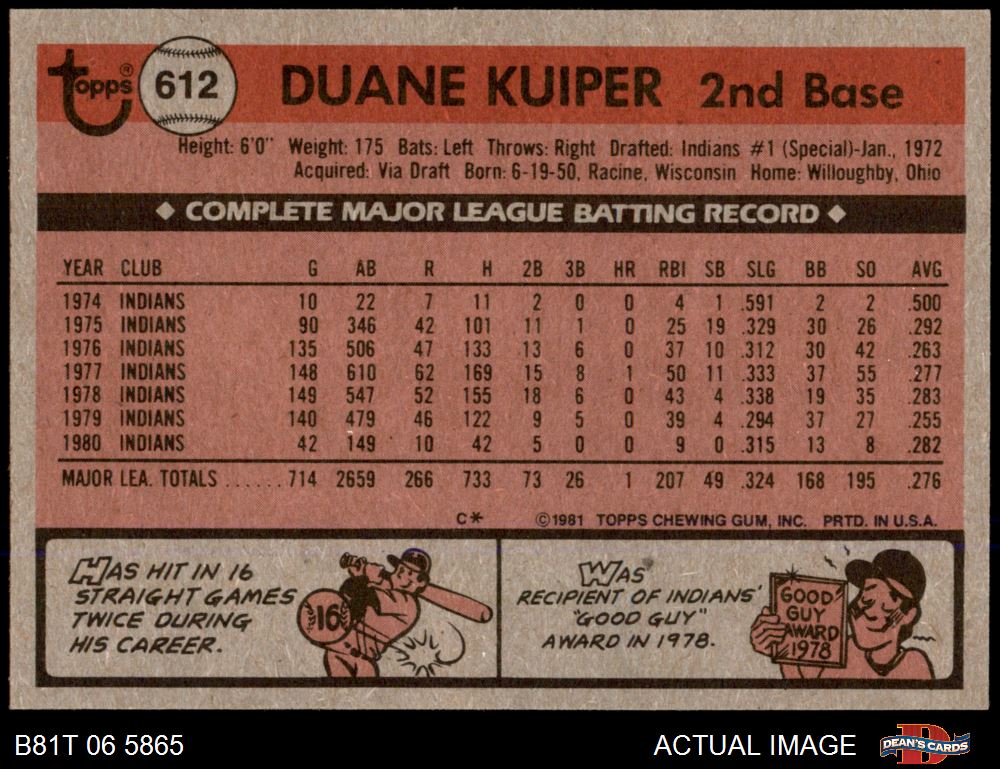 Topps® 612 DUANE KUIPER 2nd Base
Height: 6'0" Weight: 175 Bats: Left Throws: Right Drafted: Indians #1 (Special)-Jan., 1972
Acquired: Via Draft Born: 6-19-50, Racine, Wisconsin Home: Willoughby, Ohio
◆ COMPLETE MAJOR LEAGUE BATTING RECORD ◆
YEAR CLUB G AB R H 2B 3B HR RBI SB SLG BB SO AVG
1974 INDIANS 10 22 7 11 2 0 0 4 1 .591 2 2 .500
1975 INDIANS 90 346 42 101 11 1 0 25 19 .329 30 26 .292
1976 INDIANS 135 506 47 133 13 6 0 37 10 .312 30 42 .263
1977 INDIANS 148 610 62 169 15 8 1 50 11 .333 37 55 .277
1978 INDIANS 149 547 52 155 18 6 0 43 4 .338 19 35 .283
1979 INDIANS 140 479 46 122 9 5 0 39 4 .294 37 27 .255
1980 INDIANS 42 149 10 42 5 0 0 9 0 .315 13 8 .282
MAJOR LEA. TOTALS ...... 714 2659 266 733 73 26 1 207 49 .324 168 195 .276
C* ©1981 TOPPS CHEWING GUM, INC. PRTD. IN U.S.A.
HAS HIT IN 16
STRAIGHT GAMES
TWICE DURING
HIS CAREER.
16
WAS
RECIPIENT OF INDIANS'
"GOOD GUY"
AWARD IN 1978.
GOOD
GUY
AWARD
1978
B81T 06 5865 ACTUAL IMAGE DEAN'S CARDS